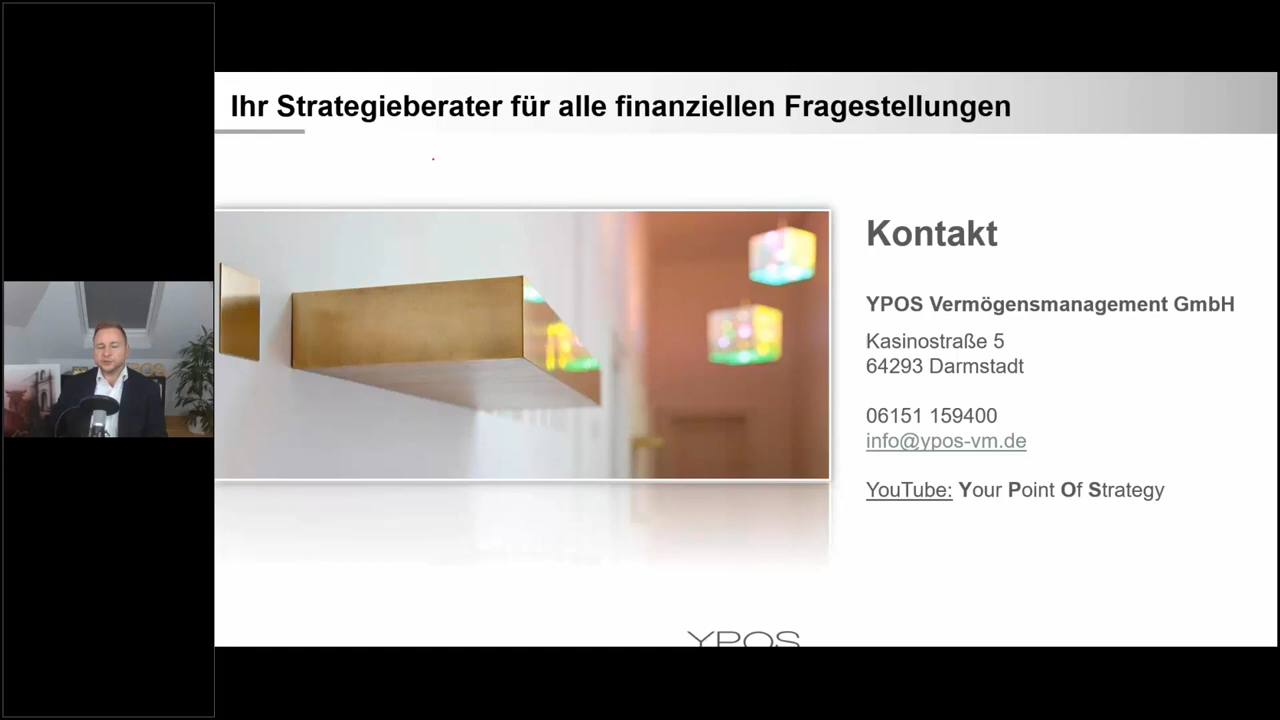 Ihr Strategieberater für alle finanziellen Fragestellungen
Kontakt
YPOS Vermögensmanagement GmbH
Kasinostraße 5
64293 Darmstadt
06151 159400
info@ypos-vm.de
YouTube: Your Point Of Strategy
YPOS